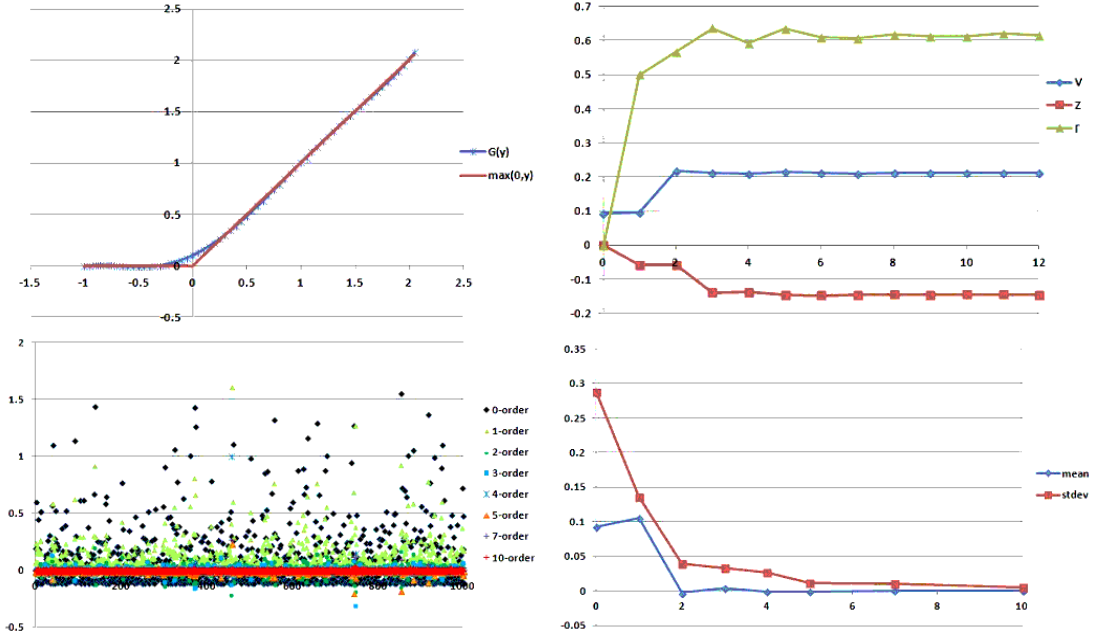 2.5
2
1.5
1
0.5
0
-0.5
-1.5 -1 -0.5 0 0.5 1 1.5 2 2.5
G(y)
max(0,y)
0.7
0.6
0.5
0.4
0.3
0.2
0.1
0
-0.1
-0.2
0 2 4 6 8 10 12
V
Z
Γ
2
1.5
1
0.5
0
-0.5
0 200 400 600 800 1000
0-order
1-order
2-order
3-order
4-order
5-order
7-order
10-order
0.35
0.3
0.25
0.2
0.15
0.1
0.05
0
-0.05
0 2 4 6 8 10
mean
stdev